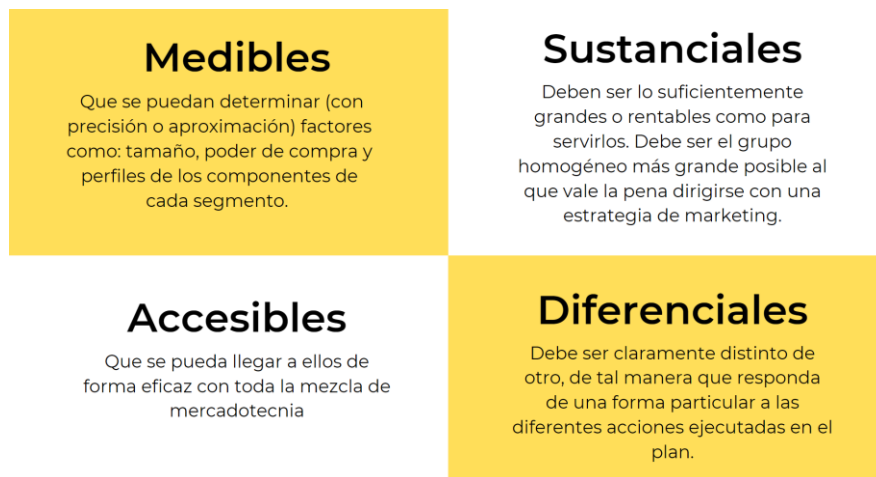 Medibles
Que se puedan determinar (con
precisión o aproximación) factores
como: tamaño, poder de compra y
perfiles de los componentes de
cada segmento.
Sustanciales
Deben ser lo suficientemente
grandes o rentables como para
servirlos. Debe ser el grupo
homogéneo más grande posible al
que vale la pena dirigirse con una
estrategia de marketing.
Accesibles
Que se pueda llegar a ellos de
forma eficaz con toda la mezcla de
mercadotecnia
Diferenciales
Debe ser claramente distinto de
otro, de tal manera que responda
de una forma particular a las
diferentes acciones ejecutadas en el
plan.